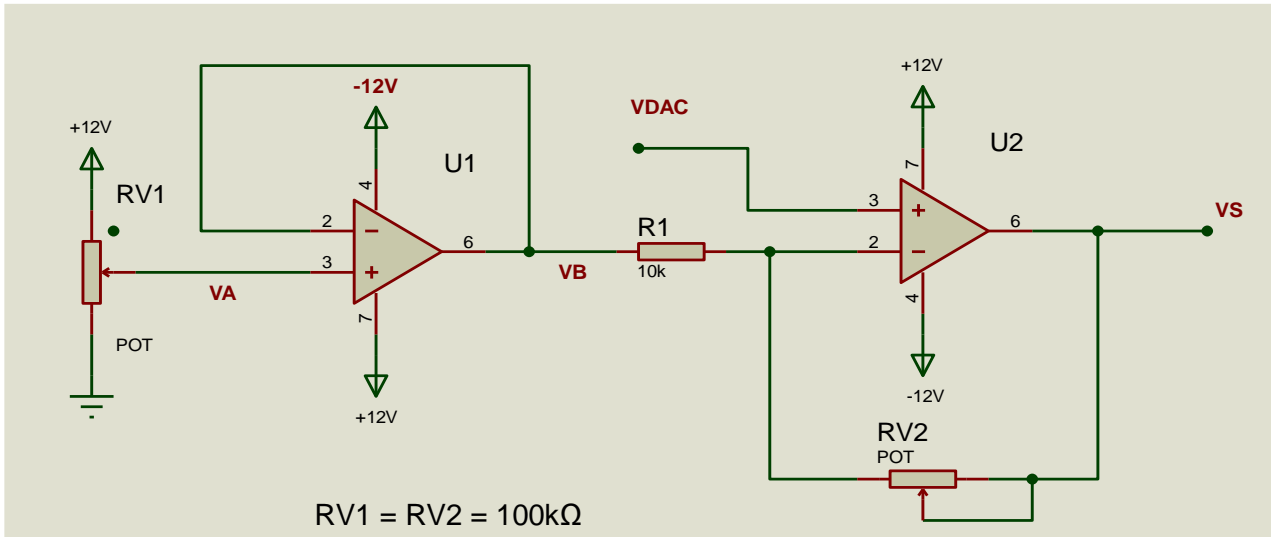 +12V
RV1
POT
VA
-12V
U1
4
2
3
6
7
+12V
VB
R1
10k
VDAC
+12V
U2
7
3
2
6
4
-12V
VS
RV2
POT
RV1 = RV2 = 100kΩ